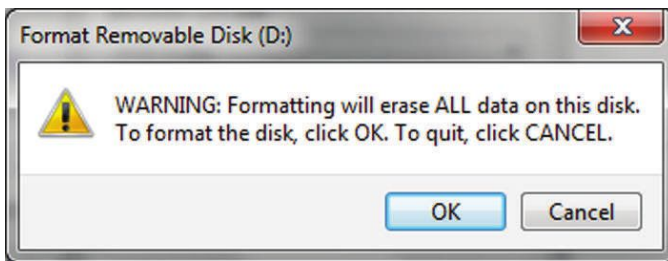 Format Removable Disk (D:)
WARNING: Formatting will erase ALL data on this disk.
To format the disk, click OK. To quit, click CANCEL.
OK
Cancel